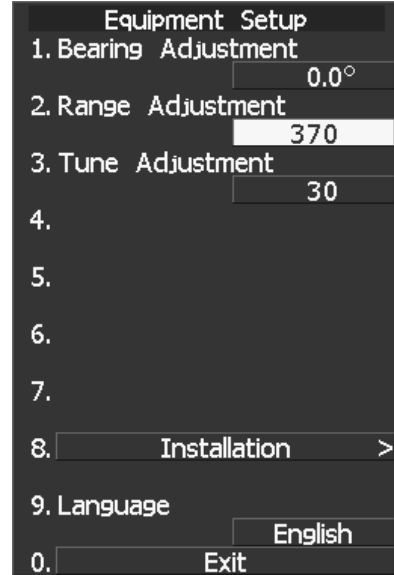 Equipment Setup
1. Bearing Adjustment
0.0°
2. Range Adjustment
370
3. Tune Adjustment
30
4.
5.
6.
7.
8. Installation >
9. Language
English
0. Exit